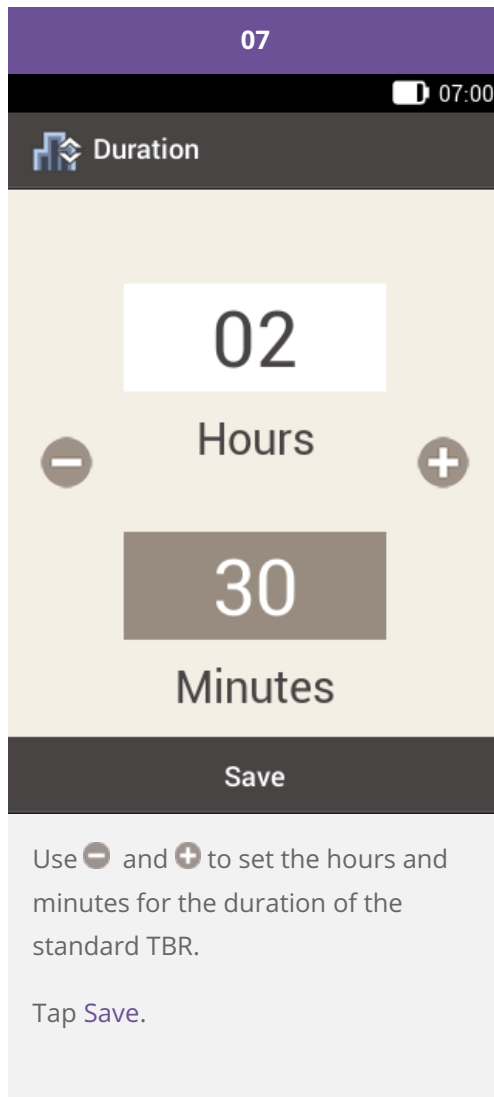 07
07:00
Duration
02
Hours
30
Minutes
Save
Use and to set the hours and
minutes for the duration of the
standard TBR.
Tap Save.